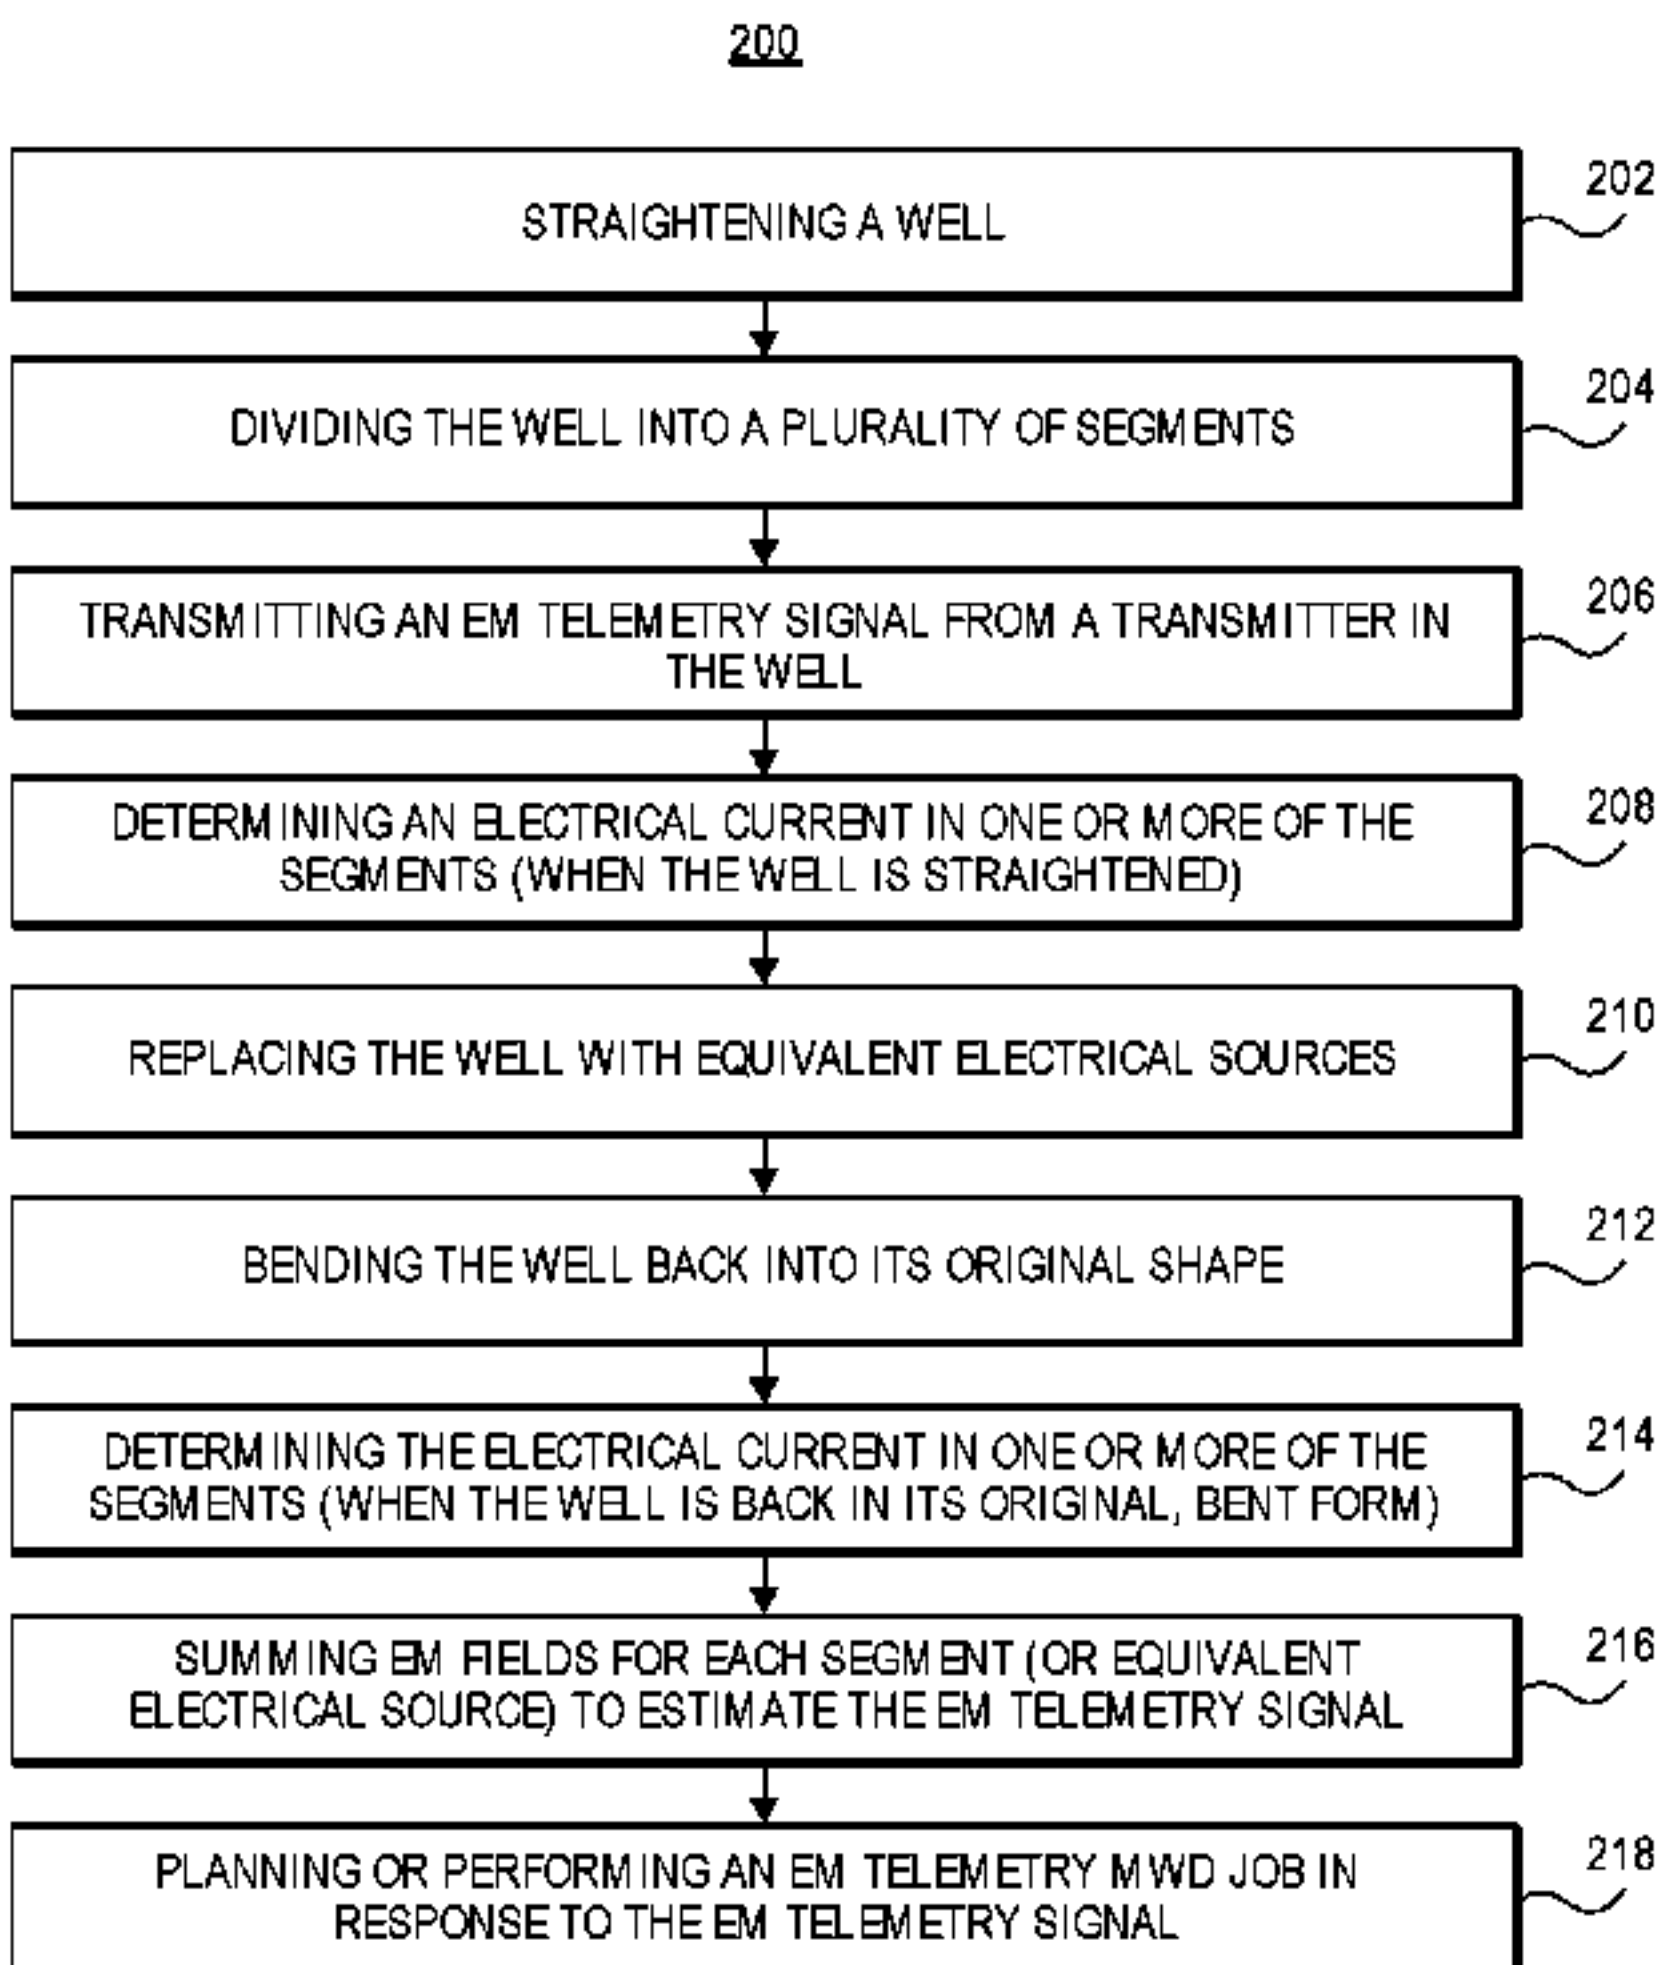 200
STRAIGHTENING A WELL
202
DIVIDING THE WELL INTO A PLURALITY OF SEGMENTS
204
TRANSMITTING AN EM TELEMETRY SIGNAL FROM A TRANSMITTER IN
THE WELL
206
DETERMINING AN ELECTRICAL CURRENT IN ONE OR MORE OF THE
SEGMENTS (WHEN THE WELL IS STRAIGHTENED)
208
REPLACING THE WELL WITH EQUIVALENT ELECTRICAL SOURCES
210
BENDING THE WELL BACK INTO ITS ORIGINAL SHAPE
212
DETERMINING THE ELECTRICAL CURRENT IN ONE OR MORE OF THE
SEGMENTS (WHEN THE WELL IS BACK IN ITS ORIGINAL, BENT FORM)
214
SUMMING EM FIELDS FOR EACH SEGMENT (OR EQUIVALENT
ELECTRICAL SOURCE) TO ESTIMATE THE EM TELEMETRY SIGNAL
216
PLANNING OR PERFORMING AN EM TELEMETRY MWD JOB IN
RESPONSE TO THE EM TELEMETRY SIGNAL
218